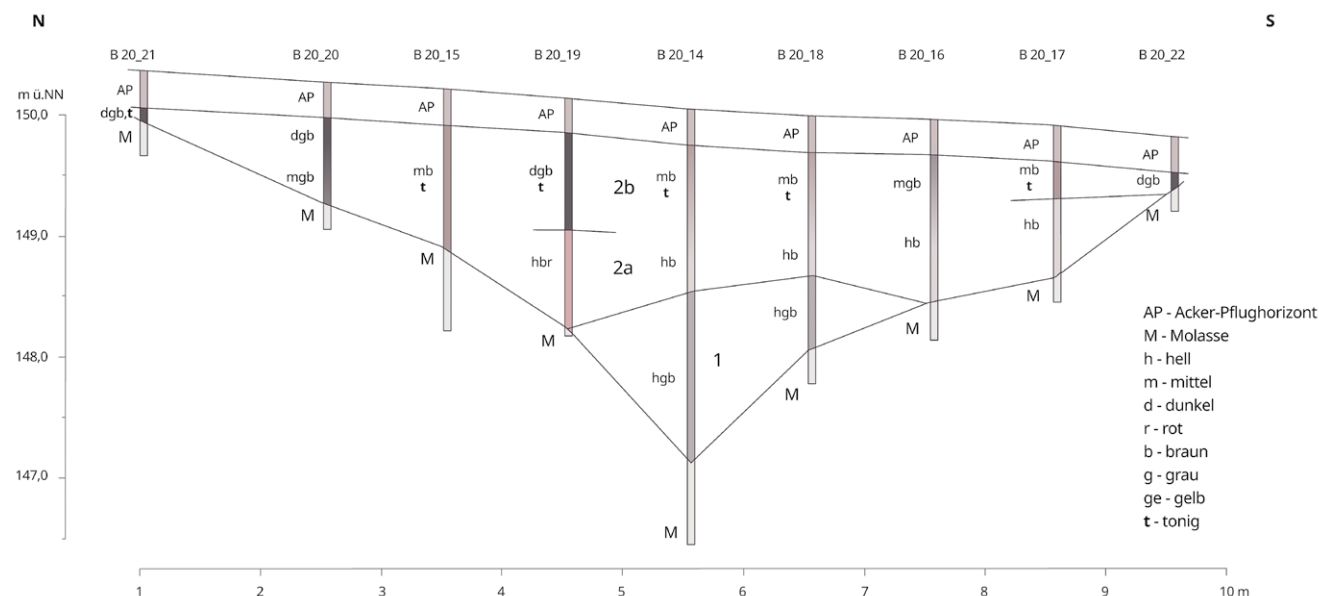 N
S
B 20_21
B 20_20
B 20_15
B 20_19
B 20_14
B 20_18
B 20_16
B 20_17
B 20_22
m ü.NN
150,0
149,0
148,0
147,0
AP
dgb,t
M
AP
dgb
mgb
M
AP
mb
t
M
AP
dgb
t
hbr
M
2b
2a
AP
mb
t
hb
hgb
M
1
AP
mb
t
hb
hgb
M
AP
mgb
hb
M
AP
mb
t
hb
M
AP
dgb
M
AP - Acker-Pflughorizont
M - Molasse
h - hell
m - mittel
d - dunkel
r - rot
b - braun
g - grau
ge - gelb
t - tonig
1 2 3 4 5 6 7 8 9 10 m